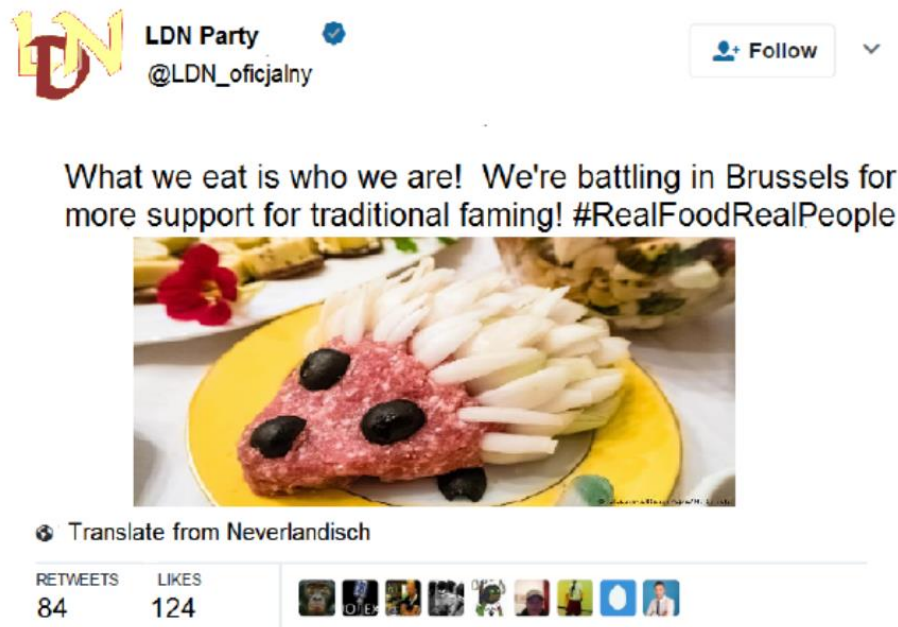 LDN
LDN Party
@LDN_oficjalny
Follow
What we eat is who we are! We're battling in Brussels for
more support for traditional faming! #RealFoodRealPeople
Translate from Neverlandisch
RETWEETS LIKES
84 124